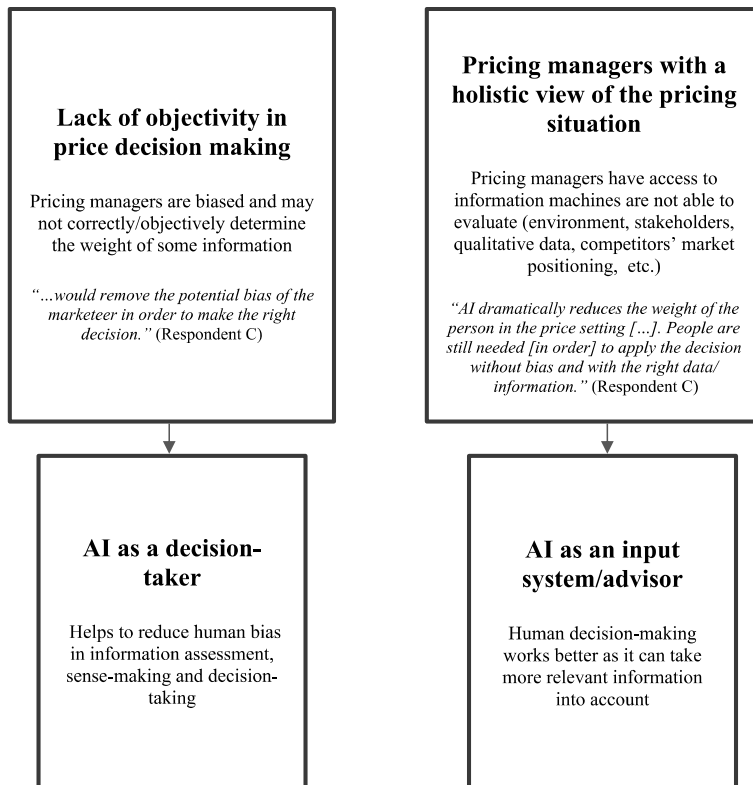 Lack of objectivity in
price decision making
Pricing managers are biased and may
not correctly/objectively determine
the weight of some information
“…would remove the potential bias of the
marketeer in order to make the right
decision.” (Respondent C)
Pricing managers with a
holistic view of the pricing
situation
Pricing managers have access to
information machines are not able to
evaluate (environment, stakeholders,
qualitative data, competitors’ market
positioning, etc.)
“AI dramatically reduces the weight of the
person in the price setting […]. People are
still needed [in order] to apply the decision
without bias and with the right data/
information.” (Respondent C)
AI as a decision-
taker
Helps to reduce human bias
in information assessment,
sense-making and decision-
taking
AI as an input
system/advisor
Human decision-making
works better as it can take
more relevant information
into account